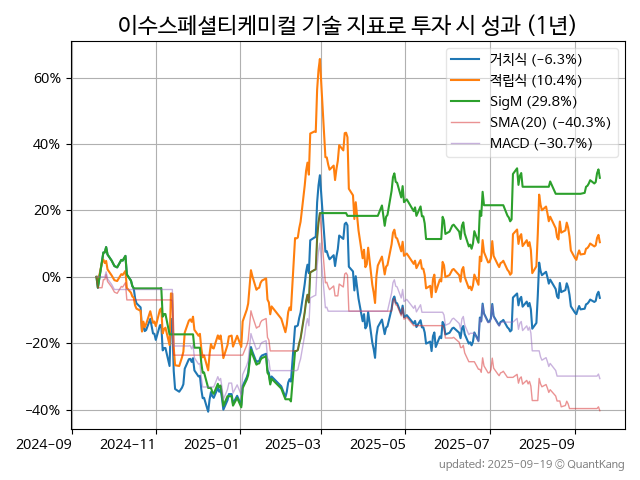 이수스페셜티케미컬 기술 지표로 투자 시 성과 (1년)
거치식 (−6.3%)
적립식 (10.4%)
SigM (29.8%)
SMA(20) (−40.3%)
MACD (−30.7%)
60%
40%
20%
0%
−20%
−40%
2024-09 2024-11 2025-01 2025-03 2025-05 2025-07 2025-09
updated: 2025-09-19 © QuantKang